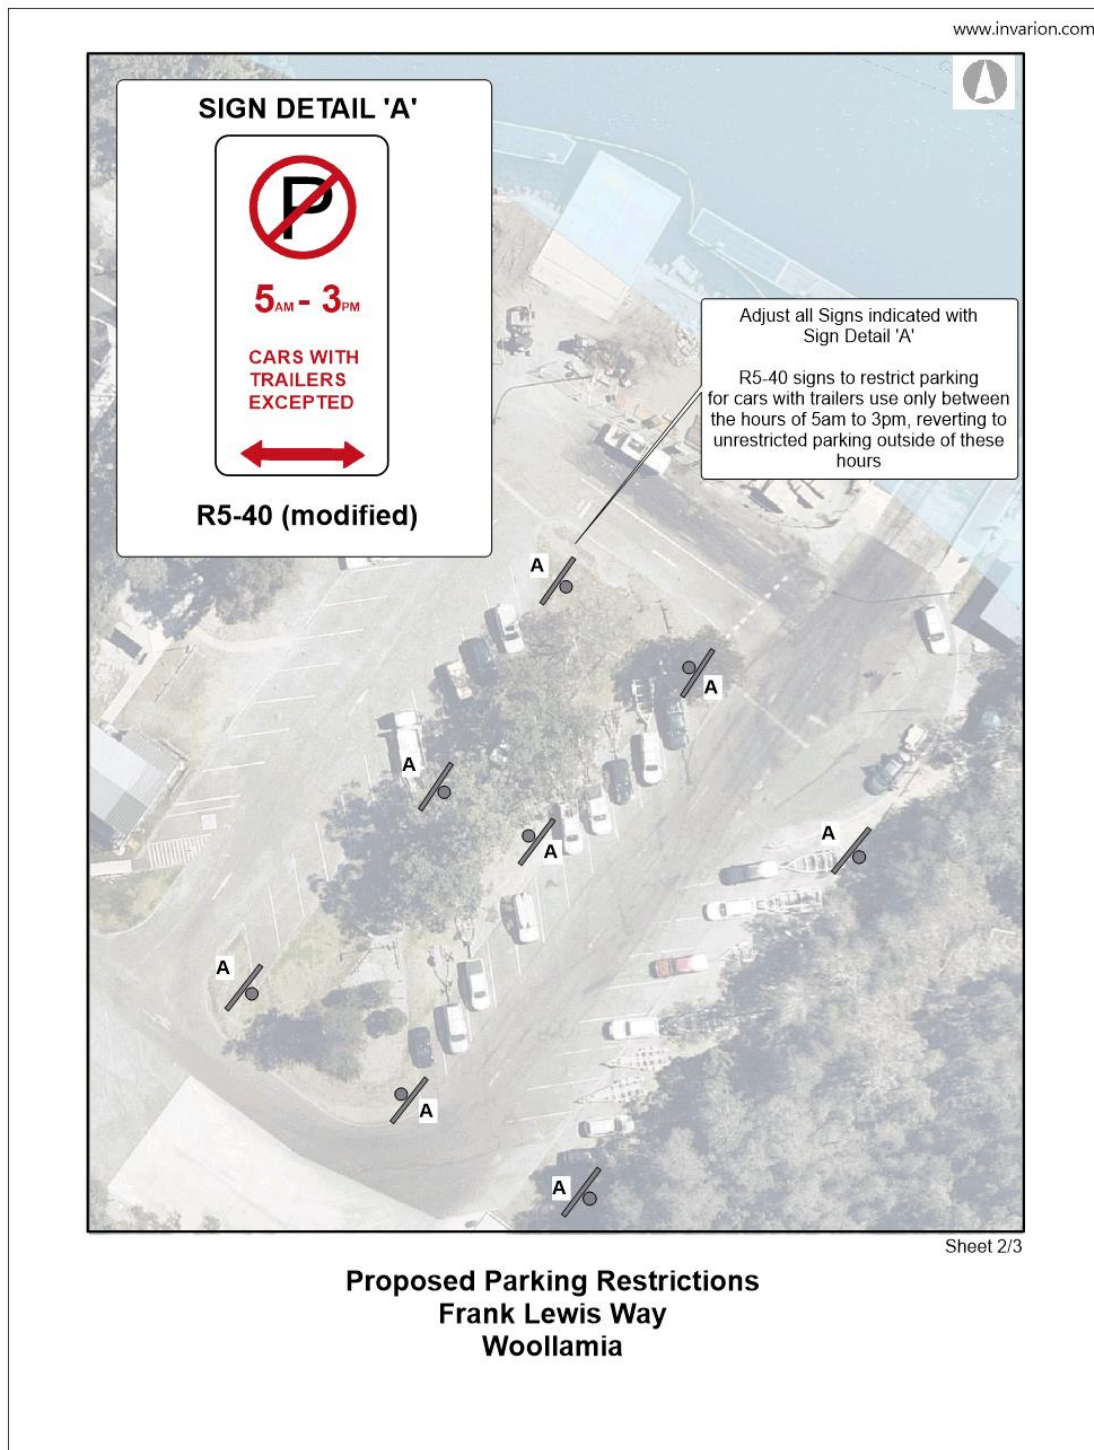 www.invarion.com
SIGN DETAIL 'A'
P
5AM - 3PM
CARS WITH
TRAILERS
EXCEPTED
R5-40 (modified)
Adjust all Signs indicated with
Sign Detail 'A'
R5-40 signs to restrict parking
for cars with trailers use only between
the hours of 5am to 3pm, reverting to
unrestricted parking outside of these
hours
A
A
A
A
A
A
A
A
Sheet 2/3
Proposed Parking Restrictions
Frank Lewis Way
Woollamia